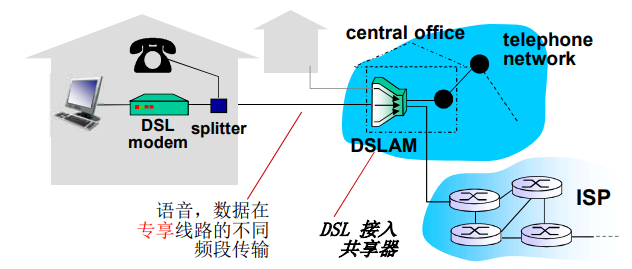 central office
telephone
network
DSL
modem
splitter
DSLAM
ISP
语音，数据在
专享线路的不同
频段传输
DSL 接入
共享器